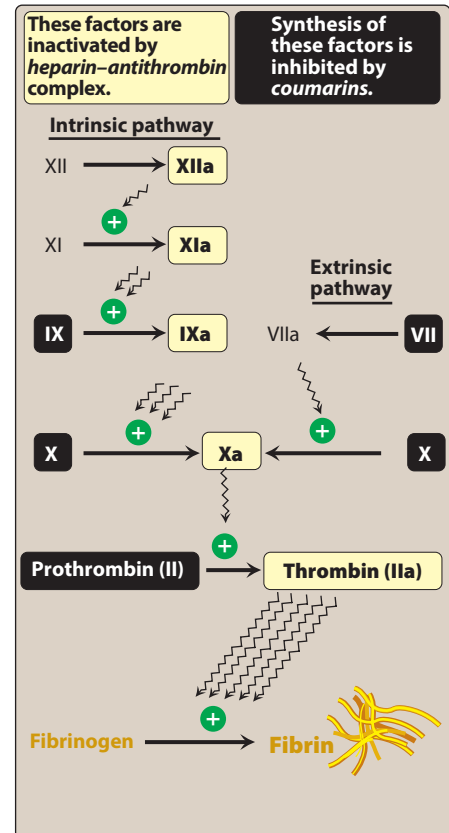 These factors are
inactivated by
heparin–antithrombin
complex.
Synthesis of
these factors is
inhibited by
coumarins.
Intrinsic pathway
XII XIIa
+
XI XIa
+
Extrinsic
pathway
IX IXa VIIa VII
+ +
X Xa X
+
Prothrombin (II) Thrombin (IIa)
+
Fibrinogen Fibrin